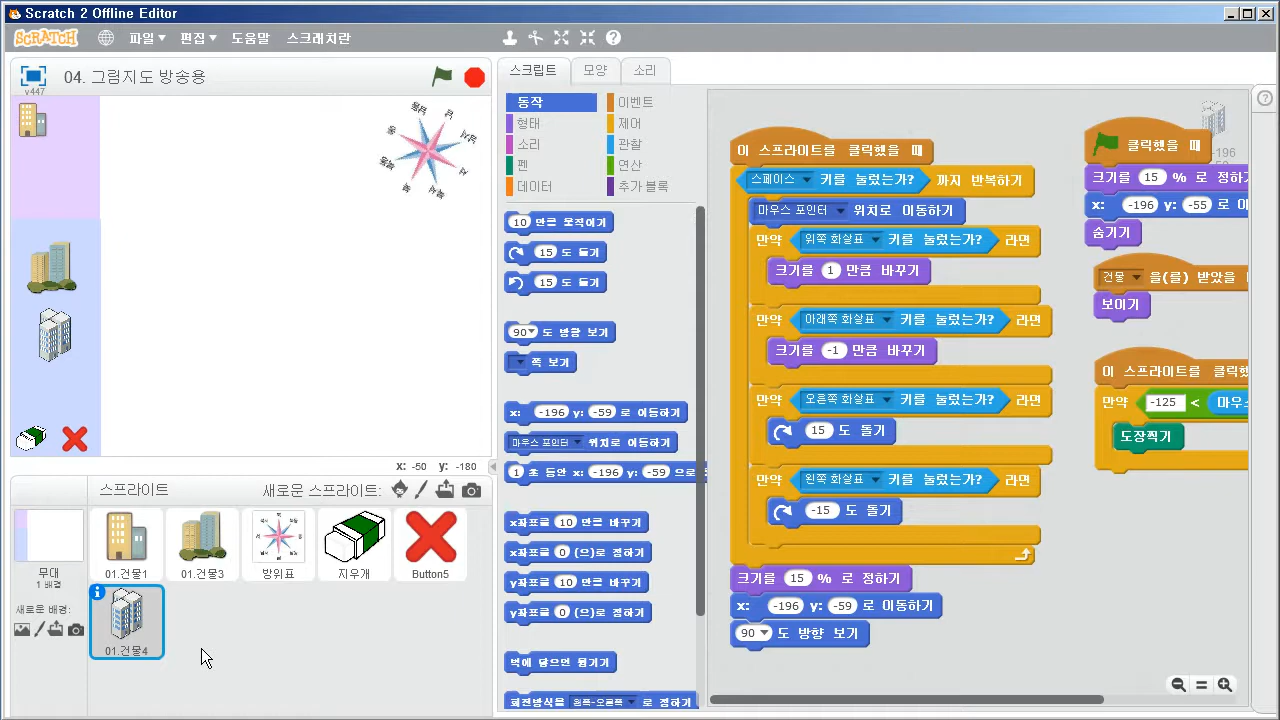 Scratch 2 Offline Editor
SCRATCH 파일 편집 도움말 스크래치란
04. 그림지도 방송용
v447
x: -50 y: -180
스프라이트 새로운 스프라이트:
무대
1 배경
새로운 배경:
01.건물1
01.건물3
방위표
지우개
Button5
01.건물4
스크립트 모양 소리
동작 이벤트
형태 제어
소리 관찰
펜 연산
데이터 추가 블록
10 만큼 움직이기
15 도 돌기
15 도 돌기
90 도 방향 보기
쪽 보기
x: -196 y: -59 로 이동하기
마우스 포인터 위치로 이동하기
1 초 동안 x: -196 y: -59 으로
x좌표를 10 만큼 바꾸기
x좌표를 0 (으)로 정하기
y좌표를 10 만큼 바꾸기
y좌표를 0 (으)로 정하기
벽에 닿으면 튕기기
회전방식을 왼쪽-오른쪽 로 정하기
이 스프라이트를 클릭했을 때
스페이스 키를 눌렀는가? 까지 반복하기
마우스 포인터 위치로 이동하기
만약 위쪽 화살표 키를 눌렀는가? 라면
크기를 1 만큼 바꾸기
만약 아래쪽 화살표 키를 눌렀는가? 라면
크기를 -1 만큼 바꾸기
만약 오른쪽 화살표 키를 눌렀는가? 라면
15 도 돌기
만약 왼쪽 화살표 키를 눌렀는가? 라면
-15 도 돌기
크기를 15 % 로 정하기
x: -196 y: -59 로 이동하기
90 도 방향 보기
클릭했을 때
크기를 15 % 로 정하
x: -196 y: -55 로 이
숨기기
건물 을(를) 받았을
보이기
이 스프라이트를 클릭했
만약 -125 < 마우
도장찍기